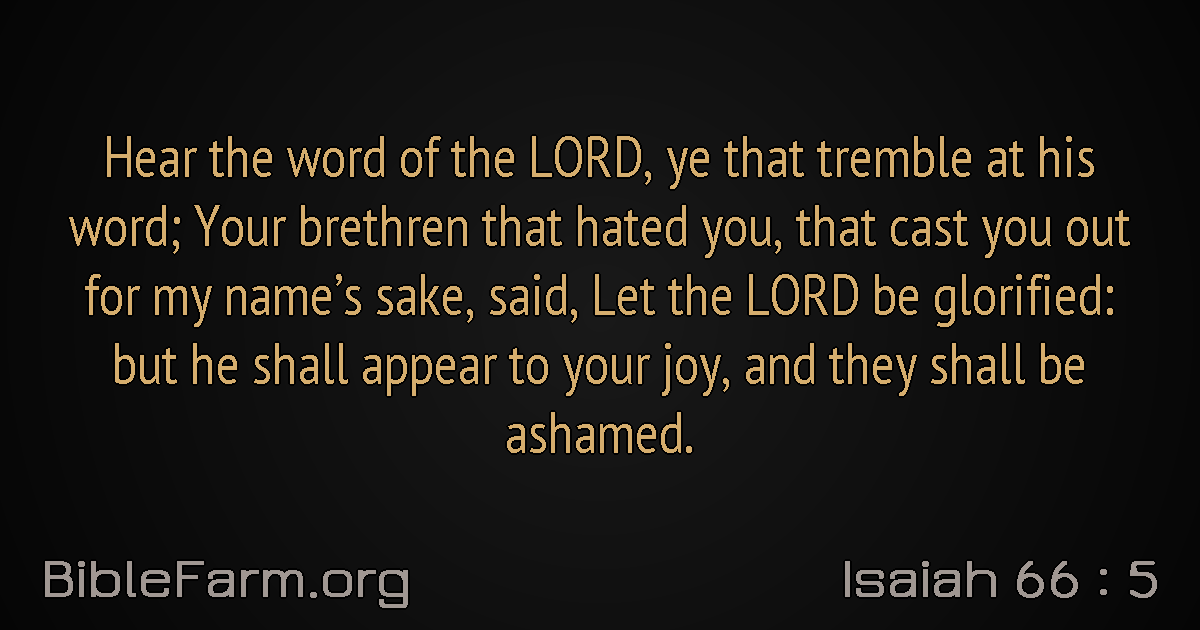 Hear the word of the LORD, ye that tremble at his
word; Your brethren that hated you, that cast you out
for my name’s sake, said, Let the LORD be glorified:
but he shall appear to your joy, and they shall be
ashamed.
BibleFarm.org
Isaiah 66 : 5